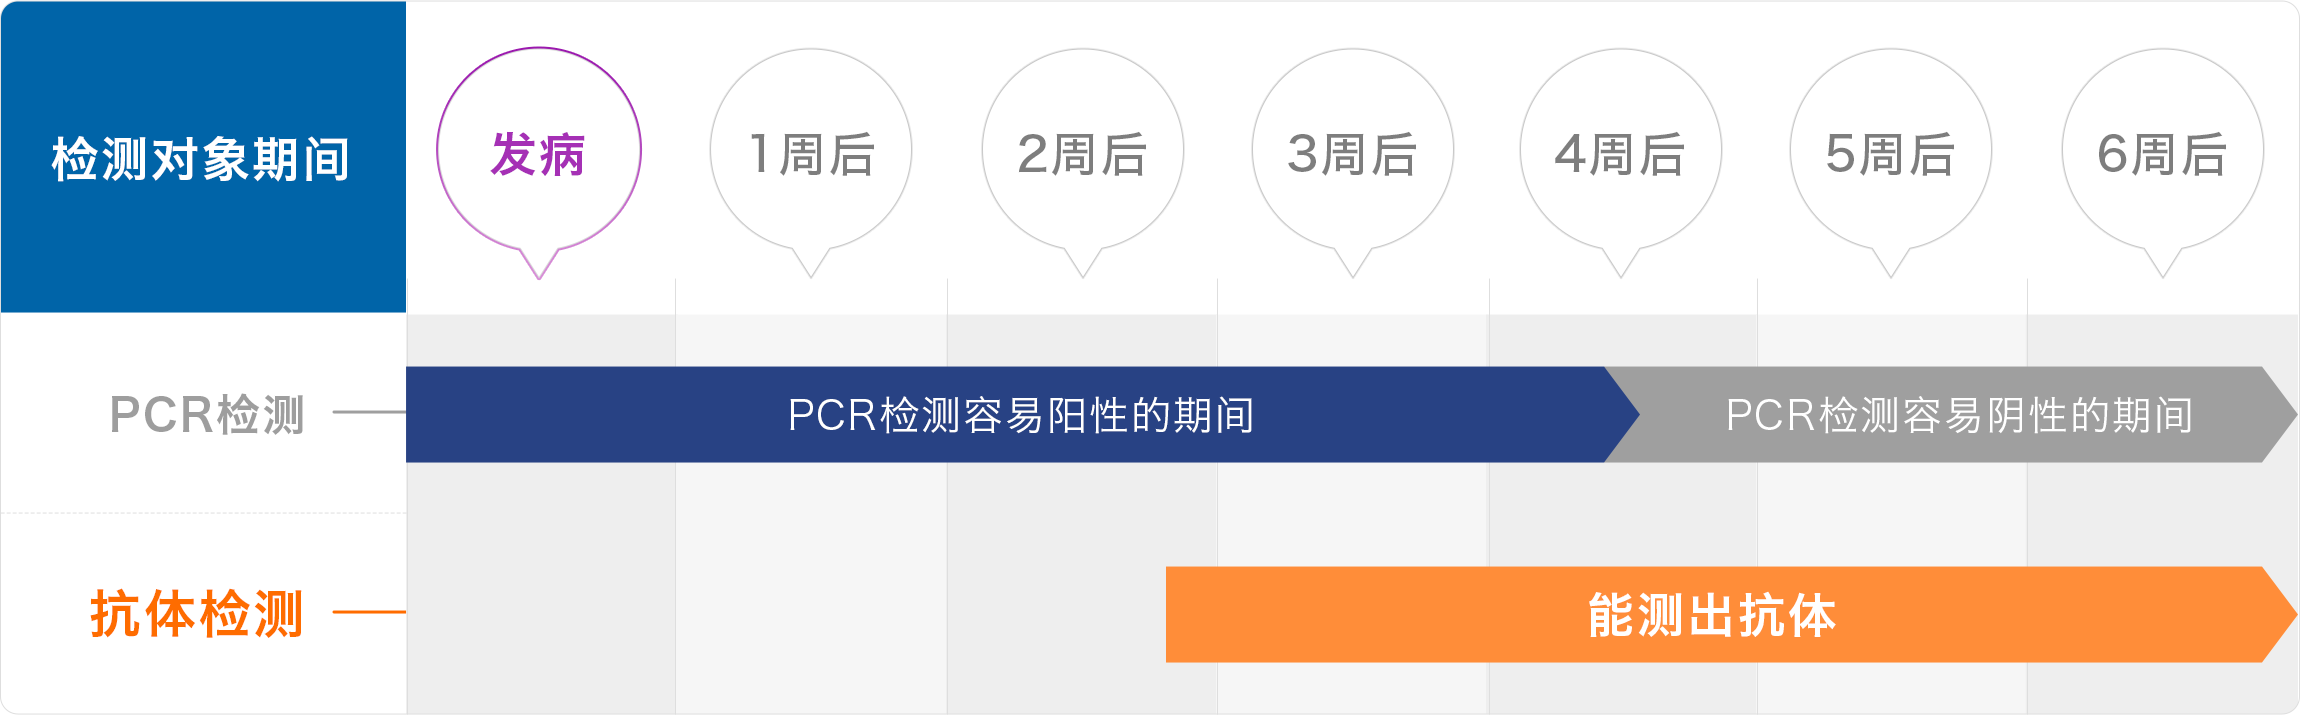 检测对象期间
发病
1周后
2周后
3周后
4周后
5周后
6周后
PCR检测
PCR检测容易阳性的期间
PCR检测容易阴性的期间
抗体检测
能测出抗体